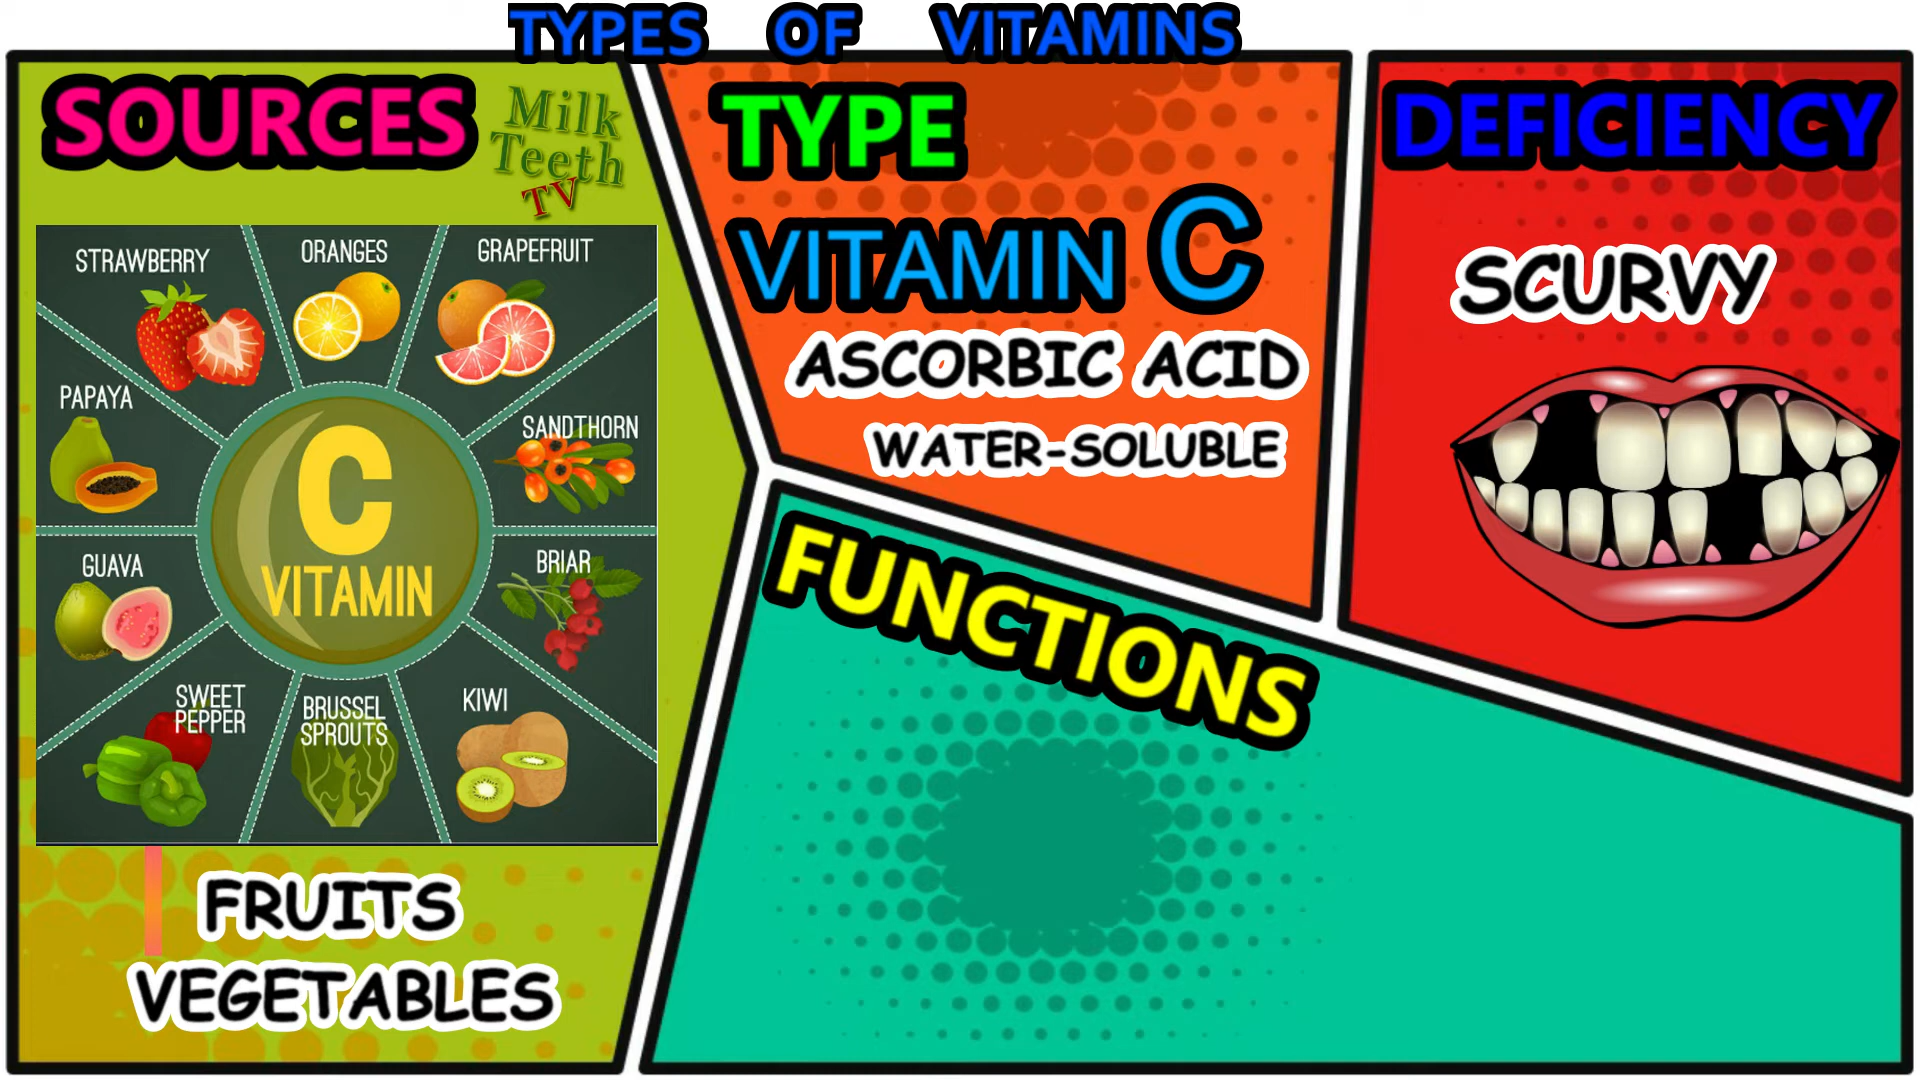 TYPES OF VITAMINS
SOURCES
Milk
Teeth
TV
STRAWBERRY
ORANGES
GRAPEFRUIT
PAPAYA
SANDTHORN
C
VITAMIN
GUAVA
BRIAR
SWEET
PEPPER
BRUSSEL
SPROUTS
KIWI
FRUITS
VEGETABLES
TYPE
VITAMIN C
ASCORBIC ACID
WATER-SOLUBLE
DEFICIENCY
SCURVY
FUNCTIONS